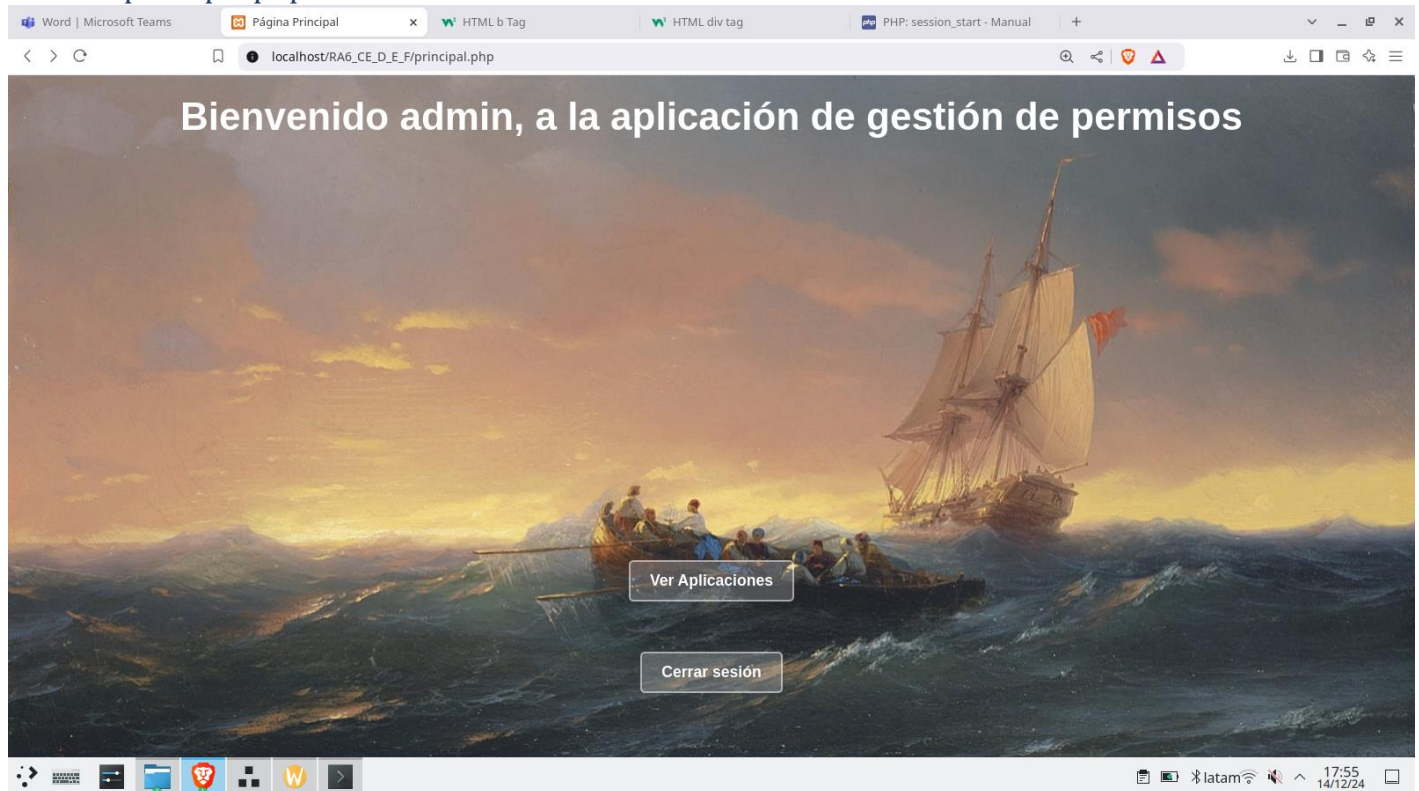 Word | Microsoft Teams
Página Principal
HTML b Tag
HTML div tag
php PHP: session_start - Manual
localhost/RA6_CE_D_E_F/principal.php
Bienvenido admin, a la aplicación de gestión de permisos
Ver Aplicaciones
Cerrar sesión
latam
17:55
14/12/24